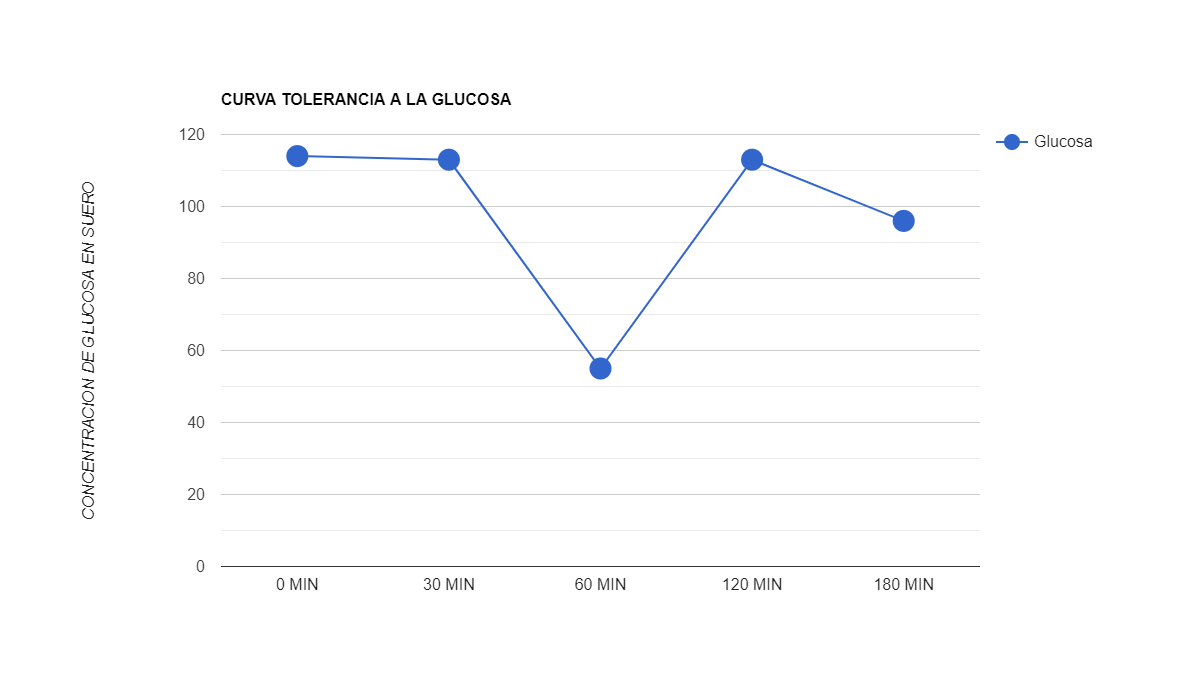 CURVA TOLERANCIA A LA GLUCOSA
Glucosa
CONCENTRACION DE GLUCOSA EN SUERO
120
100
80
60
40
20
0
0 MIN
30 MIN
60 MIN
120 MIN
180 MIN